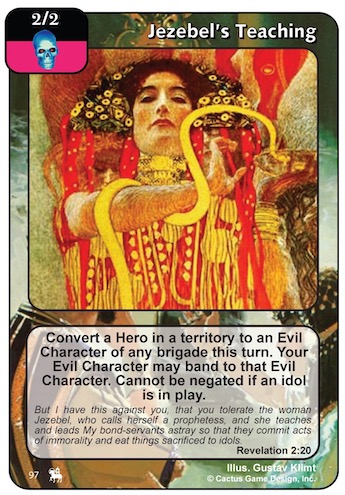 2/2
Jezebel's Teaching
Convert a Hero in a territory to an Evil
Character of any brigade this turn. Your
Evil Character may band to that Evil
Character. Cannot be negated if an idol
is in play.
But I have this against you, that you tolerate the woman
Jezebel, who calls herself a prophetess, and she teaches
and leads My bond-servants astray so that they commit acts
of immorality and eat things sacrificed to idols.
Revelation 2:20
Illus. Gustav Klimt
97
© Cactus Game Design, Inc.